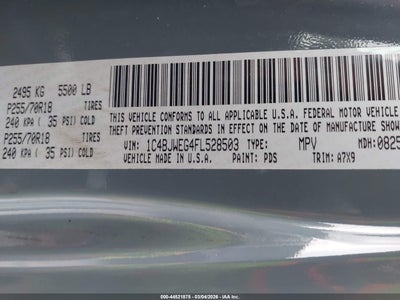 2495 KG 5500 LB
P255/70R18 TIRES
240 KPA ( 35 PSI) COLD
P255/70R18 TIRES
240 KPA ( 35 PSI) COLD
THIS VEHICLE CONFORMS TO ALL APPLICABLE U.S.A. FEDERAL MOTOR VEHICLE
THEFT PREVENTION STANDARDS IN EFFECT ON THE DATE OF MANUFACTURE SHOW
VIN: 1C4BJWEG4FL528503 TYPE: MPV MDH: 0825
VEHICLE MADE IN U.S.A. PAINT: PDS TRIM: A7X9
000-44521875 - 03/04/2026 - IAA Inc.